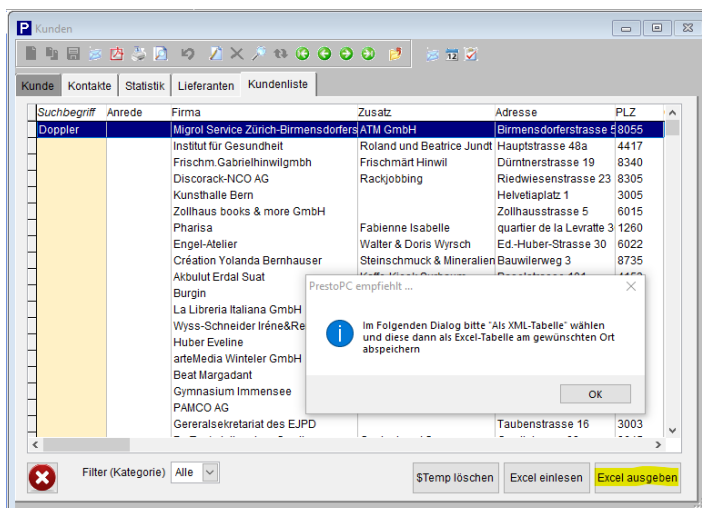 Kunden
Kunde Kontakte Statistik Lieferanten Kundenliste
Suchbegriff Anrede Firma Zusatz Adresse PLZ
Doppler Migrol Service Zürich-Birmensdorfers ATM GmbH Birmensdorferstrasse 5 8055
Institut für Gesundheit Roland und Beatrice Jundt Hauptstrasse 48a 4417
Frischm.Gabrielhinwilgmbh Frischmärt Hinwil Dürntnerstrasse 19 8340
Discorack-NCO AG Rackjobbing Riedwiesenstrasse 23 8305
Kunsthalle Bern Helvetiaplatz 1 3005
Zollhaus books & more GmbH Zollhausstrasse 5 6015
Pharisa Fabienne Isabelle quartier de la Levratte 3 1260
Engel-Atelier Walter & Doris Wyrsch Ed.-Huber-Strasse 30 6022
Création Yolanda Bernhauser Steinschmuck & Mineralien Bauwilerweg 3 8735
Akbulut Erdal Suat
Burgin
La Libreria Italiana GmbH
Wyss-Schneider Iréne&Re
Huber Eveline
arteMedia Winteler GmbH
Beat Margadant
Gymnasium Immensee
PAMCO AG
Gereralsekretariat des EJPD Taubenstrasse 16 3003
PrestoPC empfiehlt ...
Im Folgenden Dialog bitte "Als XML-Tabelle" wählen
und diese dann als Excel-Tabelle am gewünschten Ort
abspeichern
OK
Filter (Kategorie) Alle
$Temp löschen Excel einlesen Excel ausgeben